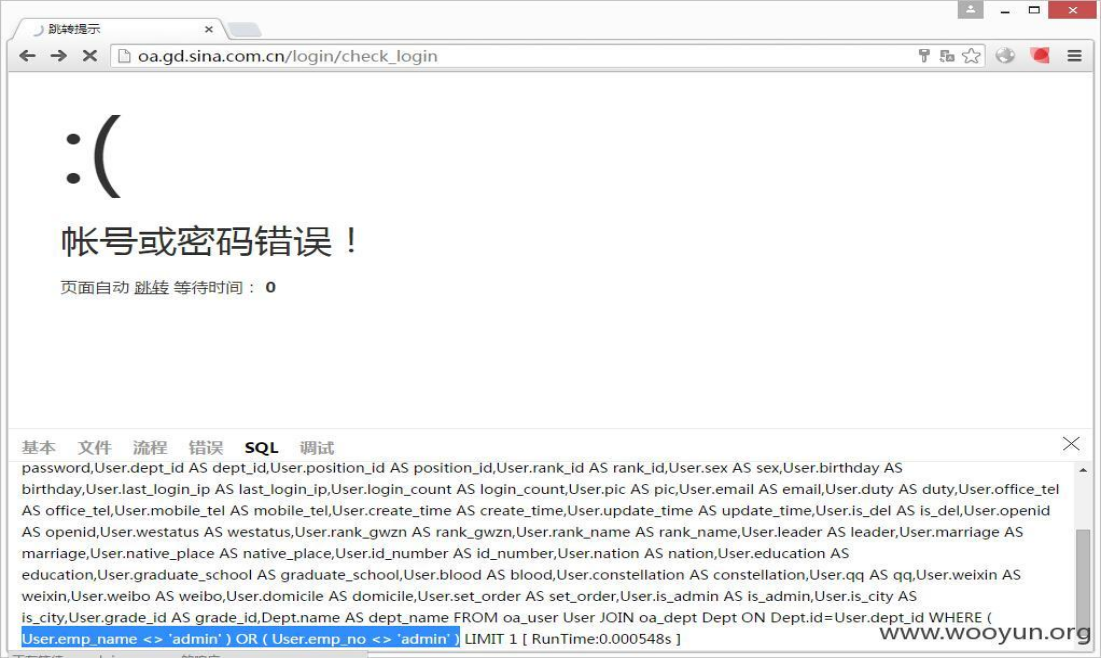 跳转提示
oa.gd.sina.com.cn/login/check_login
:(
帐号或密码错误！
页面自动 跳转 等待时间： 0
基本 文件 流程 错误 SQL 调试
password,User.dept_id AS dept_id,User.position_id AS position_id,User.rank_id AS rank_id,User.sex AS sex,User.birthday AS
birthday,User.last_login_ip AS last_login_ip,User.login_count AS login_count,User.pic AS pic,User.email AS email,User.duty AS duty,User.office_tel
AS office_tel,User.mobile_tel AS mobile_tel,User.create_time AS create_time,User.update_time AS update_time,User.is_del AS is_del,User.openid
AS openid,User.westatus AS westatus,User.rank_gwzn AS rank_gwzn,User.rank_name AS rank_name,User.leader AS leader,User.marriage AS
marriage,User.native_place AS native_place,User.id_number AS id_number,User.nation AS nation,User.education AS
education,User.graduate_school AS graduate_school,User.blood AS blood,User.constellation AS constellation,User.qq AS qq,User.weixin AS
weixin,User.weibo AS weibo,User.domicile AS domicile,User.set_order AS set_order,User.is_admin AS is_admin,User.is_city AS
is_city,User.grade_id AS grade_id,Dept.name AS dept_name FROM oa_user User JOIN oa_dept Dept ON Dept.id=User.dept_id WHERE (
User.emp_name <> 'admin' ) OR ( User.emp_no <> 'admin' ) LIMIT 1 [ RunTime:0.000548s ]
www.wooyun.org